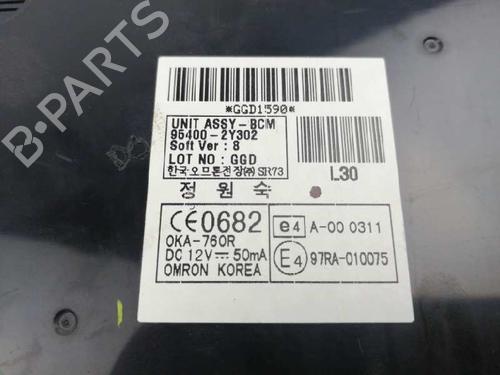 *GGD1590*
UNIT ASSY-BCM
95400-2Y302
Soft Ver : 8
LOT NO : GGD
한국오므론전장㈜ SIR73
L30
정원숙
CE0682
OKA-760R
DC 12V⎓50mA
OMRON KOREA
e4 A-00 0311
E4 97RA-010075
B-PARTS